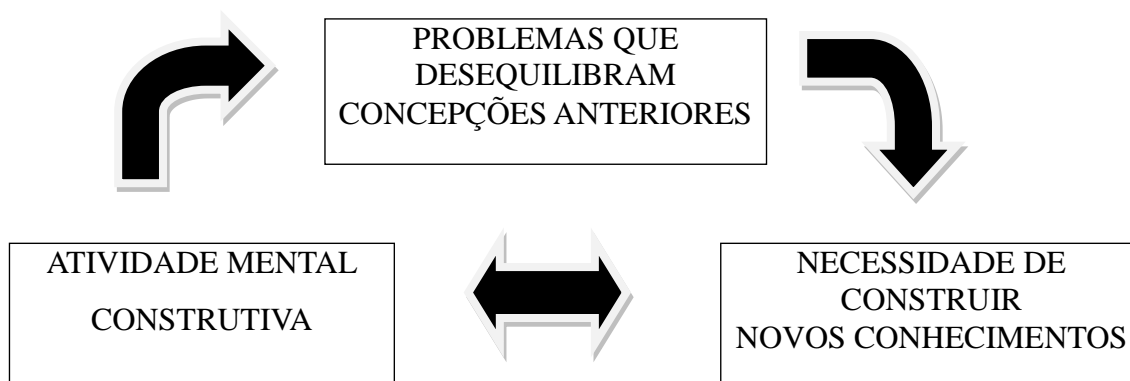 PROBLEMAS QUE
DESEQUILIBRAM
CONCEPÇÕES ANTERIORES
ATIVIDADE MENTAL
CONSTRUTIVA
NECESSIDADE DE
CONSTRUIR
NOVOS CONHECIMENTOS